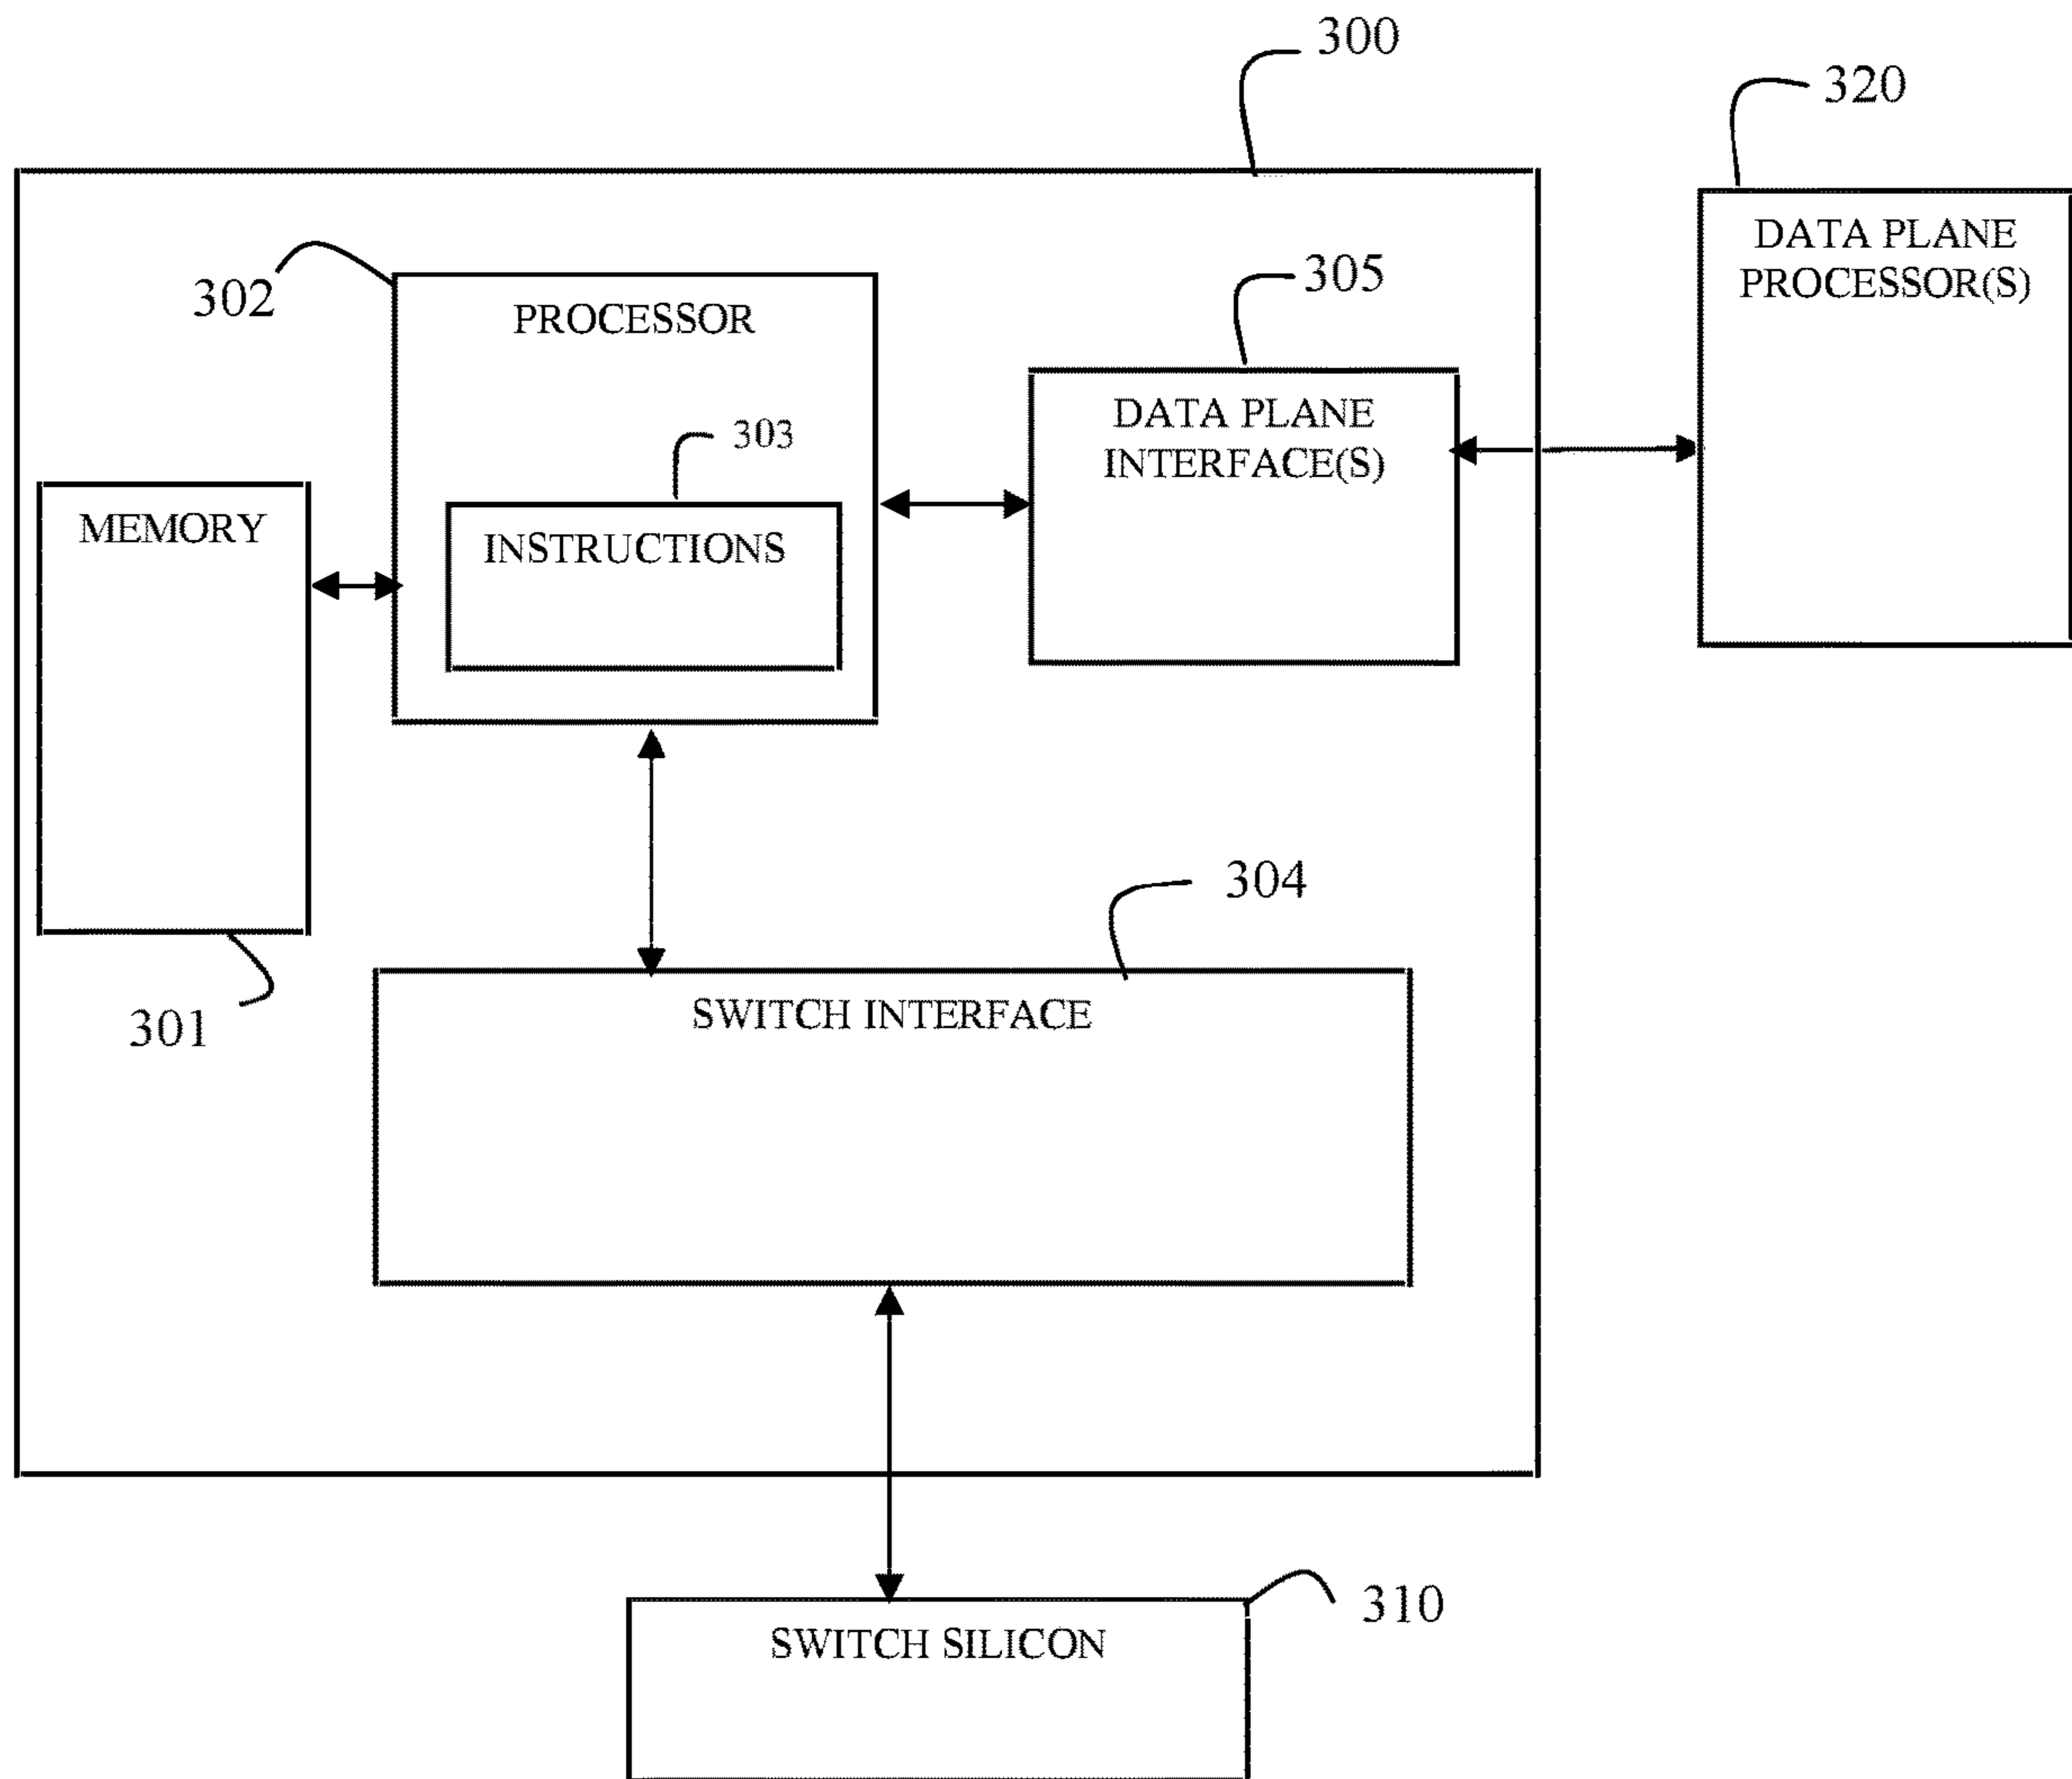 300
320
DATA PLANE
PROCESSOR(S)
302
PROCESSOR
305
DATA PLANE
INTERFACE(S)
303
INSTRUCTIONS
MEMORY
304
SWITCH INTERFACE
301
310
SWITCH SILICON